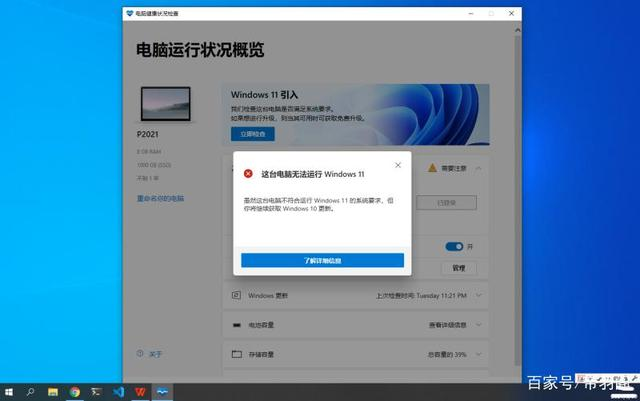 电脑健康状况检查
电脑运行状况概览
P2021
8 GB RAM
1000 GB (SSD)
不到 1 年
重命名你的电脑
Windows 11 引入
我们检查这台电脑是否满足系统要求。
如果想运行升级，则当其可用时可获取免费升级。
立即检查
需要注意
已登录
开
管理
这台电脑无法运行 Windows 11
虽然这台电脑不符合运行 Windows 11 的系统要求，但
你将继续获取 Windows 10 更新。
了解详细信息
Windows 更新
上次检查时间: Tuesday 11:21 PM
电池容量
查看详细信息
存储容量
总容量的 39%
关于
百家号/